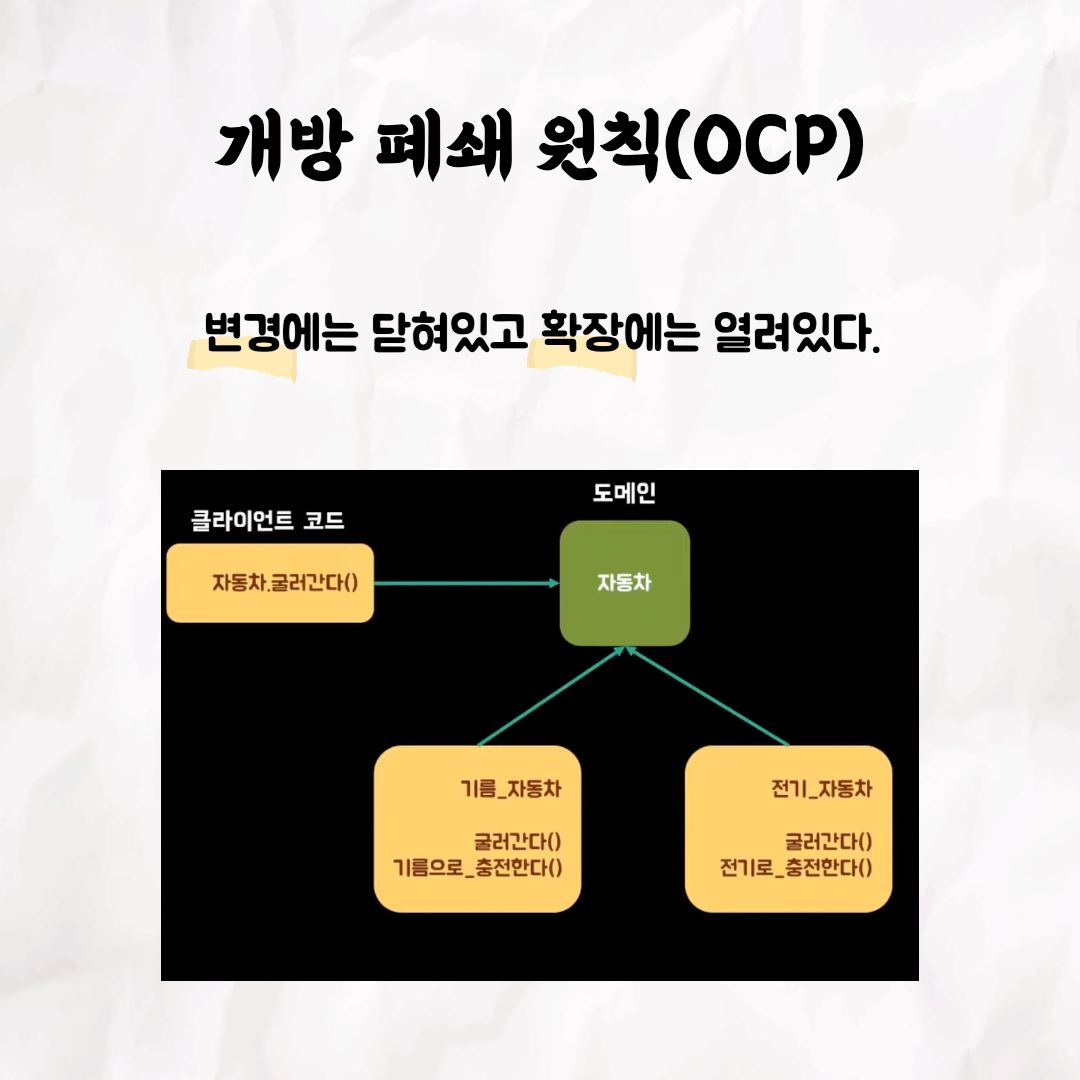 개방 폐쇄 원칙(OCP)
변경에는 닫혀있고 확장에는 열려있다.
도메인
클라이언트 코드
자동차.굴러간다()
자동차
기름_자동차
굴러간다()
기름으로_충전한다()
전기_자동차
굴러간다()
전기로_충전한다()